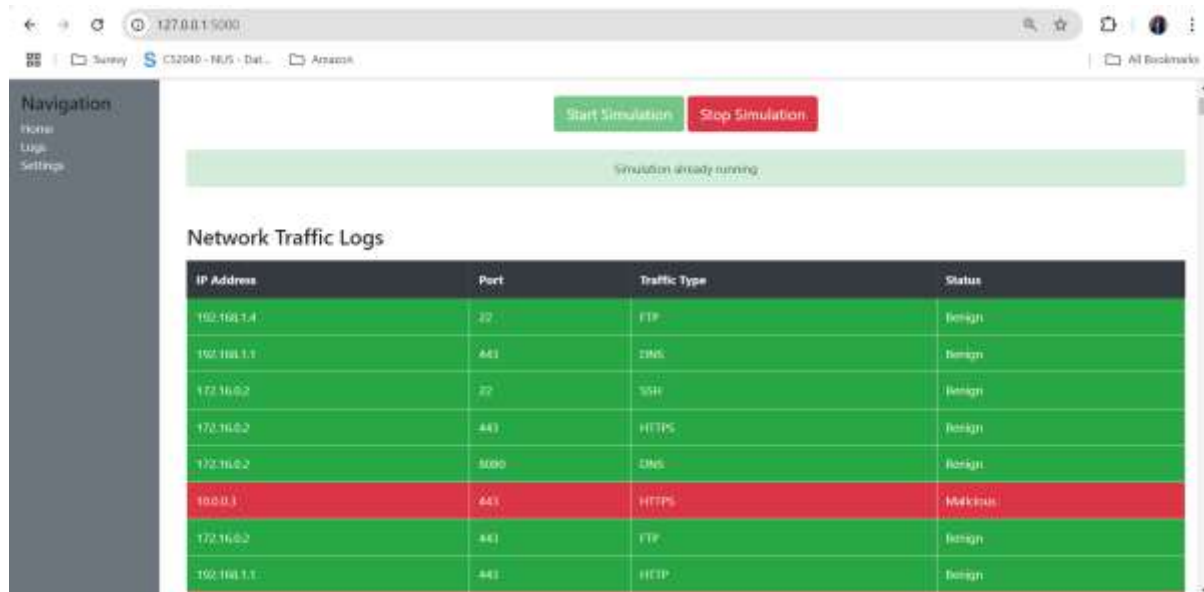 127.0.0.1:5000
Survey CS2040 - NUS - Dat... Amazon All Bookmarks
Navigation
Home
Logs
Settings
Start Simulation Stop Simulation
Simulation already running
Network Traffic Logs
IP Address Port Traffic Type Status
192.168.1.4 22 FTP Benign
192.168.1.1 443 DNS Benign
172.16.0.2 22 SSH Benign
172.16.0.2 443 HTTPS Benign
172.16.0.2 8080 DNS Benign
10.0.0.3 443 HTTPS Malicious
172.16.0.2 443 FTP Benign
192.168.1.1 443 HTTP Benign